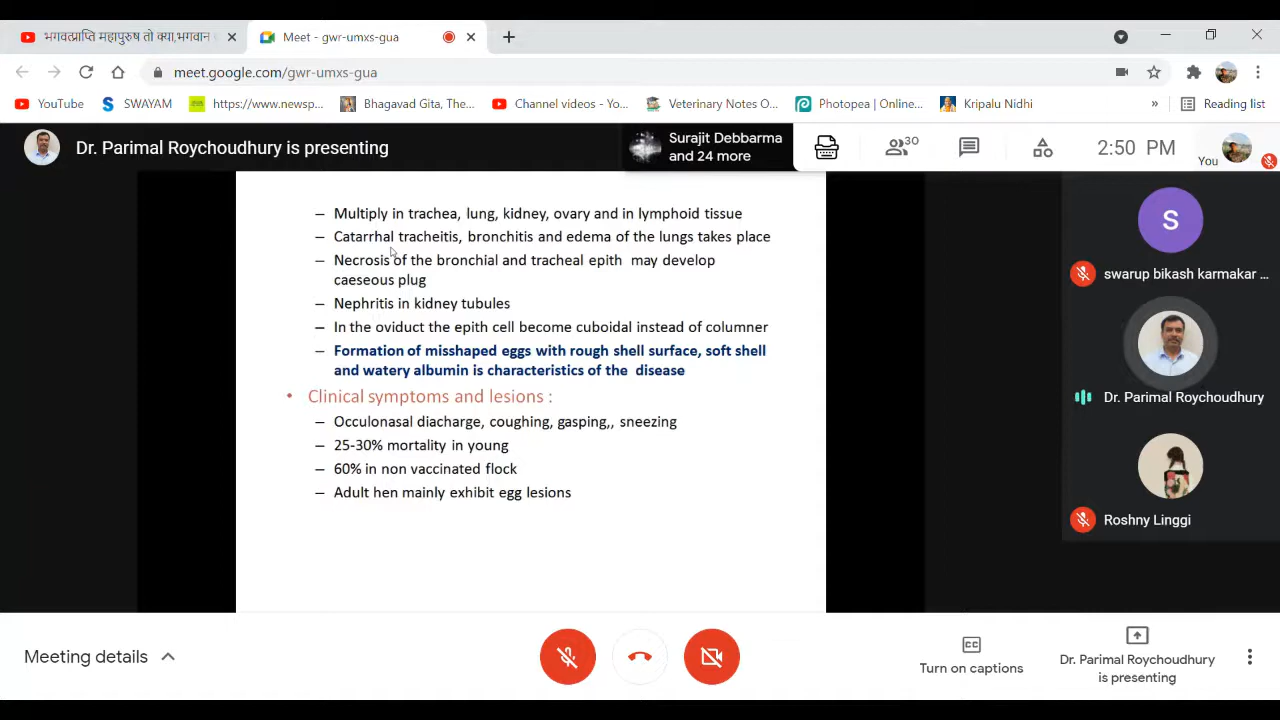 भगवत्प्राप्ति महापुरुष तो क्या,भगवान
Meet - gwr-umxs-gua
meet.google.com/gwr-umxs-gua
YouTube
SWAYAM
https://www.newsp...
Bhagavad Gita, The...
Channel videos - Yo...
Veterinary Notes O...
Photopea | Online...
Kripalu Nidhi
»
Reading list
Dr. Parimal Roychoudhury is presenting
Surajit Debbarma
and 24 more
30
2:50 PM
You
– Multiply in trachea, lung, kidney, ovary and in lymphoid tissue
– Catarrhal tracheitis, bronchitis and edema of the lungs takes place
– Necrosis of the bronchial and tracheal epith may develop
caeseous plug
– Nephritis in kidney tubules
– In the oviduct the epith cell become cuboidal instead of columner
– Formation of misshaped eggs with rough shell surface, soft shell
and watery albumin is characteristics of the disease
• Clinical symptoms and lesions :
– Occulonasal diacharge, coughing, gasping,, sneezing
– 25-30% mortality in young
– 60% in non vaccinated flock
– Adult hen mainly exhibit egg lesions
S
swarup bikash karmakar ...
Dr. Parimal Roychoudhury
Roshny Linggi
Meeting details
CC
Turn on captions
Dr. Parimal Roychoudhury
is presenting